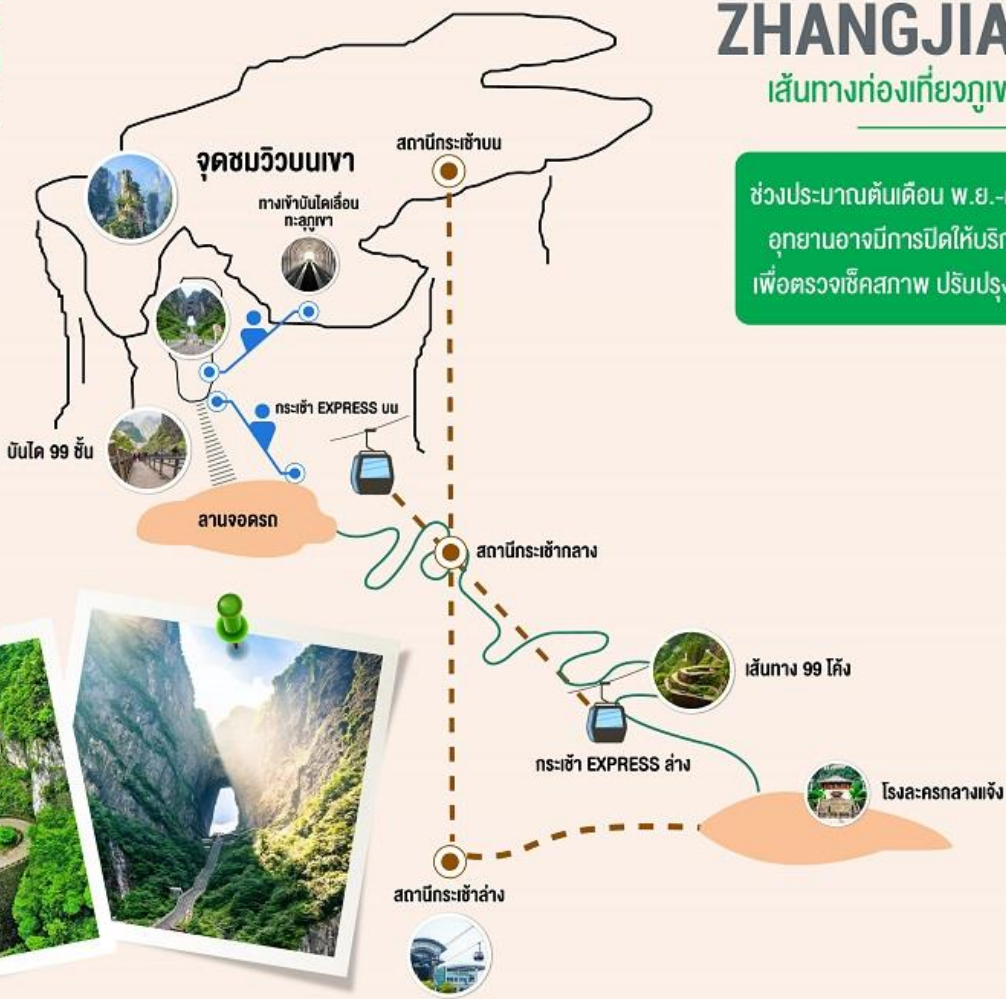 ZHANGJIA
เส้นทางท่องเที่ยวภูเ
ช่วงประมาณต้นเดือน พ.ย.-
อุทยานอาจมีการปิดให้บริก
เพื่อตรวจเช็คสภาพ ปรับปรุง
สถานีกระเช้าบน
จุดชมวิวบนเขา
ทางเข้าบันไดเลื่อน
ทะลุภูเขา
กระเช้า EXPRESS บน
บันได 99 ชั้น
ลานจอดรถ
สถานีกระเช้ากลาง
เส้นทาง 99 โค้ง
กระเช้า EXPRESS ล่าง
โรงละครกลางแจ้ง
สถานีกระเช้าล่าง